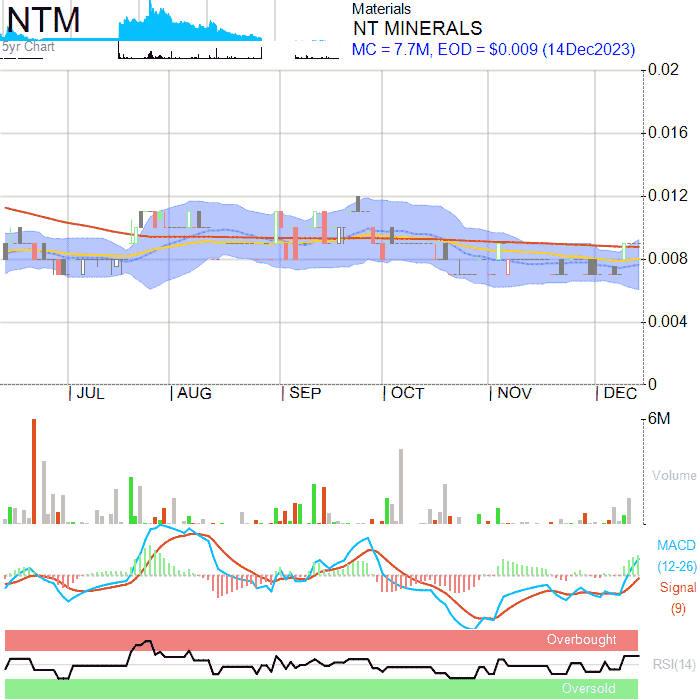 NTM
5yr Chart
Materials
NT MINERALS
MC = 7.7M, EOD = $0.009 (14Dec2023)
0.02
0.016
0.012
0.008
0.004
0
JUL AUG SEP OCT NOV DEC
6M
Volume
MACD
(12-26)
Signal
(9)
Overbought
RSI(14)
Oversold